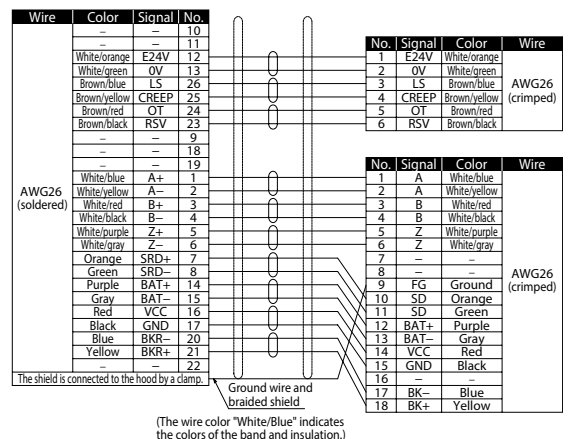 Wire Color Signal No.
– – 10
– – 11
White/orange E24V 12
White/green 0V 13
Brown/blue LS 26
Brown/yellow CREEP 25
Brown/red OT 24
Brown/black RSV 23
– – 9
– – 18
– – 19
White/blue A+ 1
White/yellow A– 2
White/red B+ 3
White/black B– 4
White/purple Z+ 5
White/gray Z– 6
Orange SRD+ 7
Green SRD– 8
Purple BAT+ 14
Gray BAT– 15
Red VCC 16
Black GND 17
Blue BKR– 20
Yellow BKR+ 21
– – 22
AWG26
(soldered)
The shield is connected to the hood by a clamp.
No. Signal Color Wire
1 E24V White/orange
2 0V White/green
3 LS Brown/blue
4 CREEP Brown/yellow
5 OT Brown/red
6 RSV Brown/black
AWG26
(crimped)
No. Signal Color Wire
1 A White/blue
2 A White/yellow
3 B White/red
4 B White/black
5 Z White/purple
6 Z White/gray
7 – –
8 – –
9 FG Ground
10 SD Orange
11 SD Green
12 BAT+ Purple
13 BAT– Gray
14 VCC Red
15 GND Black
16 – –
17 BK– Blue
18 BK+ Yellow
AWG26
(crimped)
Ground wire and
braided shield
(The wire color "White/Blue" indicates
the colors of the band and insulation.)